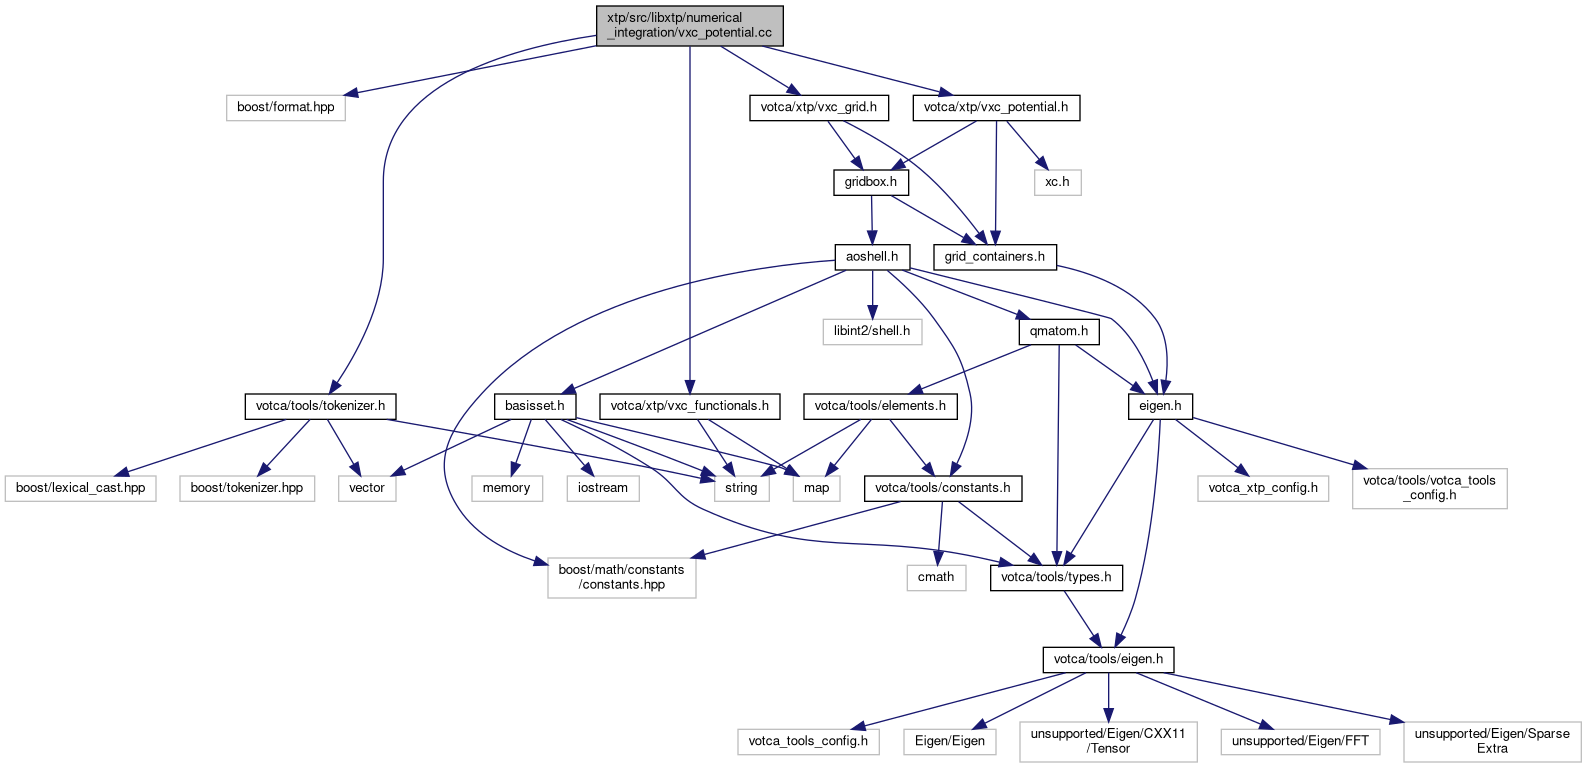 xtp/src/libxtp/numerical
_integration/vxc_potential.cc
boost/format.hpp
votca/xtp/vxc_grid.h
votca/xtp/vxc_potential.h
gridbox.h
xc.h
aoshell.h
grid_containers.h
libint2/shell.h
qmatom.h
votca/tools/tokenizer.h
basisset.h
votca/xtp/vxc_functionals.h
votca/tools/elements.h
eigen.h
boost/lexical_cast.hpp
boost/tokenizer.hpp
vector
memory
iostream
string
map
votca/tools/constants.h
votca_xtp_config.h
votca/tools/votca_tools
_config.h
boost/math/constants
/constants.hpp
cmath
votca/tools/types.h
votca/tools/eigen.h
votca_tools_config.h
Eigen/Eigen
unsupported/Eigen/CXX11
/Tensor
unsupported/Eigen/FFT
unsupported/Eigen/Sparse
Extra